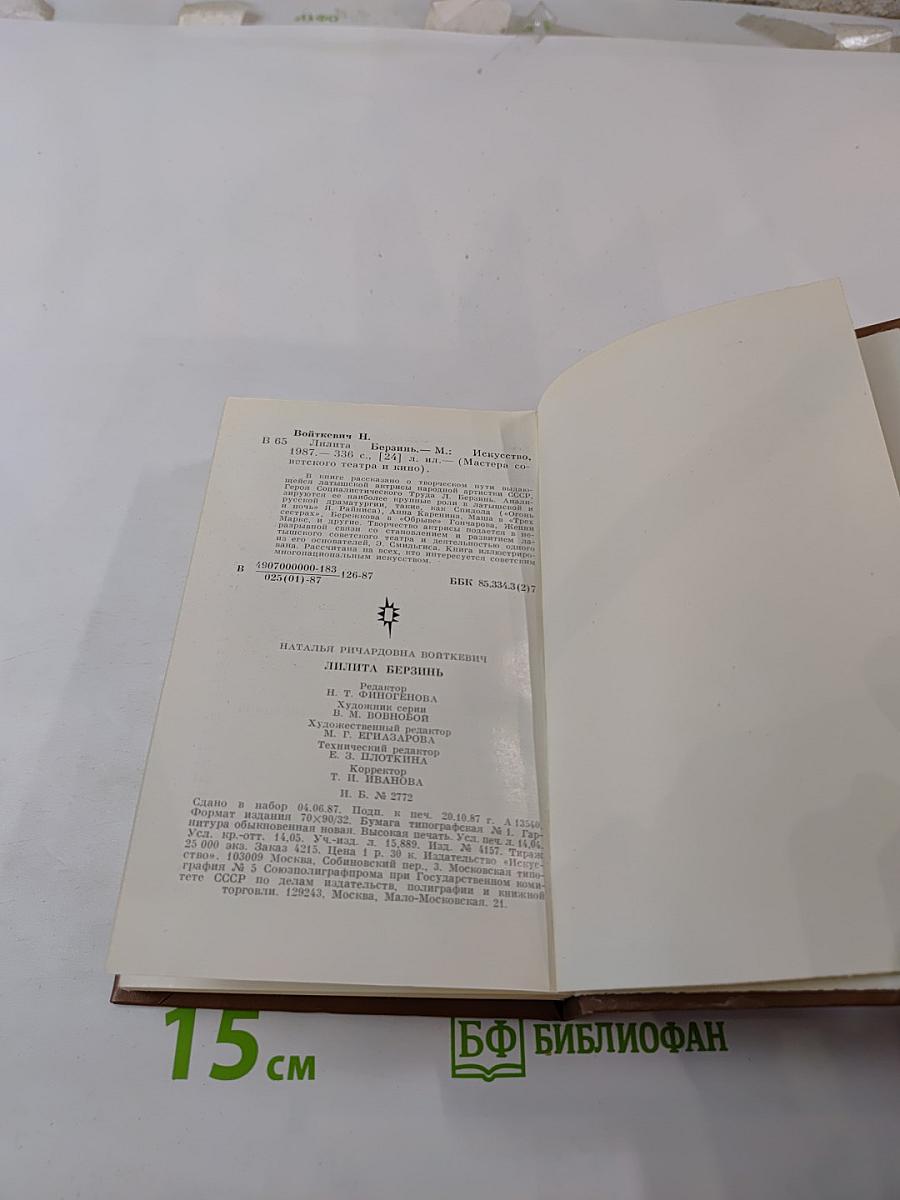 Войткевич Н.
В 65 Лилита Берзинь.— М.: Искусство,
1987.— 336 с., [24] л. ил.— (Мастера со-
ветского театра и кино).
В книге рассказано о творческом пути выдаю-
щейся латышской актрисы народной артистки СССР,
Героя Социалистического Труда Л. Берзинь. Анали-
зируются ее наиболее крупные роли в латышской и
русской драматургии, такие, как Спидола («Огонь
и ночь» Я. Райниса), Анна Каренина, Маша в «Трех
сестрах», Бережкова в «Обрыве» Гончарова, Женни
Маркс, и другие. Творчество актрисы подается в не-
разрывной связи со становлением и развитием ла-
тышского советского театра и деятельностью одного
из его основателей, Э. Смильгиса. Книга иллюстриро-
вана. Рассчитана на всех, кто интересуется советским
многонациональным искусством.
В 4907000000-183
025(01)-87 126-87 ББК 85.334.3(2)7
НАТАЛЬЯ РИЧАРДОВНА ВОЙТКЕВИЧ
ЛИЛИТА БЕРЗИНЬ
Редактор
Н. Т. ФИНОГЕНОВА
Художник серии
В. М. ВОВНОБОЙ
Художественный редактор
М. Г. ЕГИАЗАРОВА
Технический редактор
Е. З. ПЛОТКИНА
Корректор
Т. И. ИВАНОВА
И. Б. № 2772
Сдано в набор 04.06.87. Подп. к печ. 20.10.87 г. А 13540.
Формат издания 70×90/32. Бумага типографская № 1. Гар-
нитура обыкновенная новая. Высокая печать. Усл. печ. л. 14,04.
Усл. кр.-отт. 14,05. Уч.-изд. л. 15,889. Изд. № 4157. Тираж
25 000 экз. Заказ 4215. Цена 1 р. 30 к. Издательство «Искус-
ство». 103009 Москва, Собиновский пер., 3. Московская типо-
графия № 5 Союзполиграфпрома при Государственном коми-
тете СССР по делам издательств, полиграфии и книжной
торговли. 129243, Москва, Мало-Московская. 21.
15 см
БФ БИБЛИОФАН